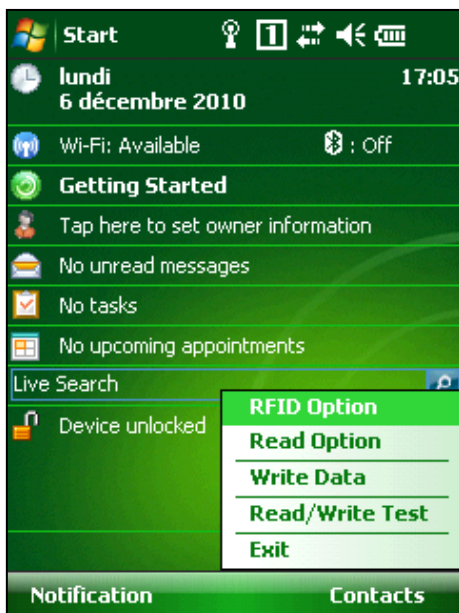 Start 1
lundi 17:05
6 décembre 2010
Wi-Fi: Available : Off
Getting Started
Tap here to set owner information
No unread messages
No tasks
No upcoming appointments
Live Search
Device unlocked
RFID Option
Read Option
Write Data
Read/Write Test
Exit
Notification Contacts